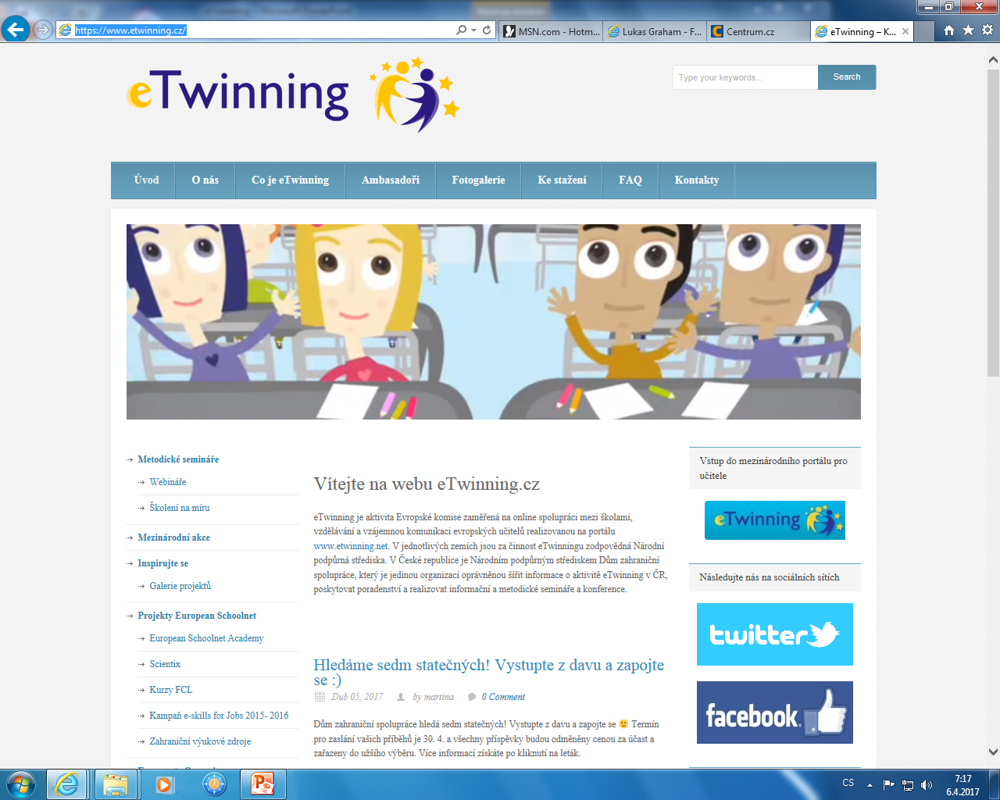 https://www.etwinning.cz/
MSN.com - Hotm...
Lukas Graham - F...
Centrum.cz
eTwinning – K...
eTwinning
Type your keywords...
Search
Úvod
O nás
Co je eTwinning
Ambasadoři
Fotogalerie
Ke stažení
FAQ
Kontakty
Metodické semináře
Webináře
Školení na míru
Mezinárodní akce
Inspirujte se
Galerie projektů
Projekty European Schoolnet
European Schoolnet Academy
Scientix
Kurzy FCL
Kampaň e-skills for Jobs 2015- 2016
Zahraniční výukové zdroje
Vítejte na webu eTwinning.cz
eTwinning je aktivita Evropské komise zaměřená na online spolupráci mezi školami,
vzdělávání a vzájemnou komunikaci evropských učitelů realizovanou na portálu
www.etwinning.net. V jednotlivých zemích jsou za činnost eTwinningu zodpovědná Národní
podpůrná střediska. V České republice je Národním podpůrným střediskem Dům zahraniční
spolupráce, který je jedinou organizací oprávněnou šířit informace o aktivitě eTwinning v ČR,
poskytovat poradenství a realizovat informační a metodické semináře a konference.
Hledáme sedm statečných! Vystupte z davu a zapojte
se :)
Dub 05, 2017 by martina 0 Comment
Dům zahraniční spolupráce hledá sedm statečných! Vystupte z davu a zapojte se 🙂 Termín
pro zaslání vašich příběhů je 30. 4. a všechny příspěvky budou odměněny cenou za účast a
zařazeny do užšího výběru. Více informací získáte po kliknutí na leták.
Vstup do mezinárodního portálu pro
učitele
eTwinning
Následujte nás na sociálních sítích
twitter
facebook
CS
7:17
6.4.2017